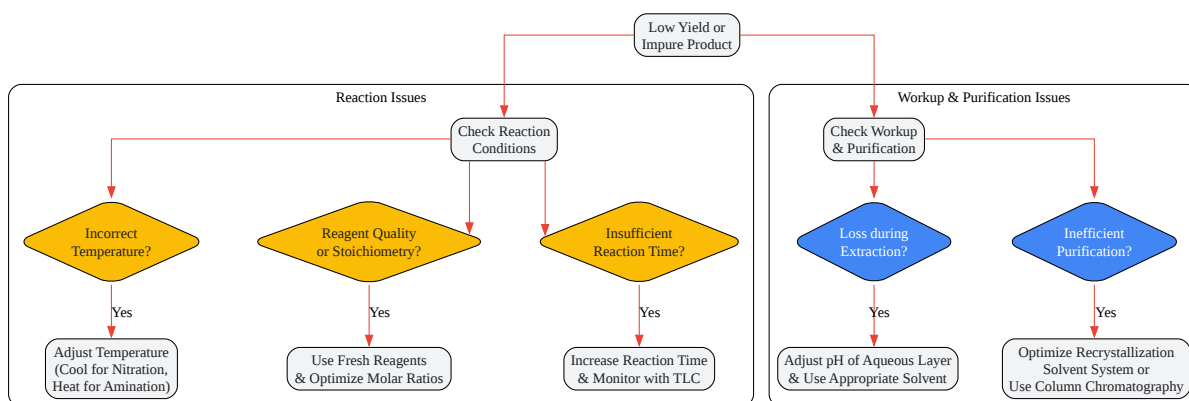 Low Yield or
Impure Product
Reaction Issues
Workup & Purification Issues
Check Reaction
Conditions
Check Workup
& Purification
Incorrect
Temperature?
Reagent Quality
or Stoichiometry?
Insufficient
Reaction Time?
Loss during
Extraction?
Inefficient
Purification?
Yes
Yes
Yes
Yes
Yes
Adjust Temperature
(Cool for Nitration,
Heat for Amination)
Use Fresh Reagents
& Optimize Molar Ratios
Increase Reaction Time
& Monitor with TLC
Adjust pH of Aqueous Layer
& Use Appropriate Solvent
Optimize Recrystallization
Solvent System or
Use Column Chromatography